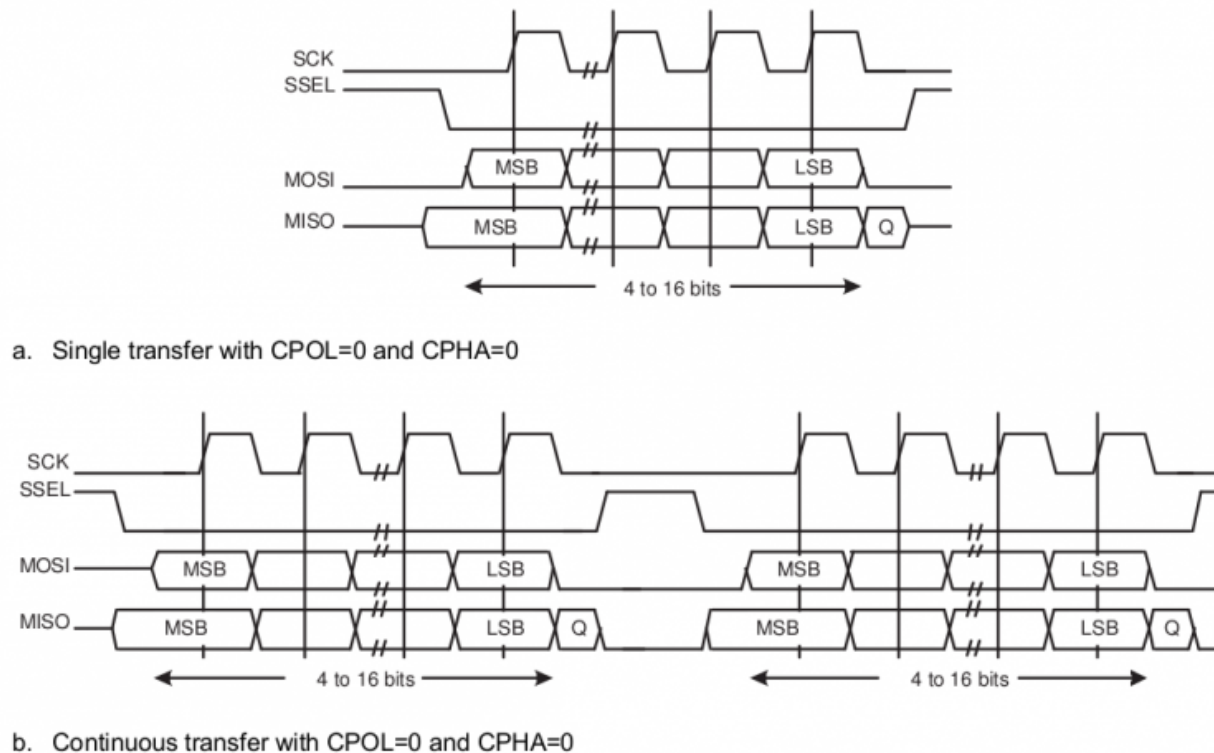 SCK
SSEL
MOSI MSB LSB
MISO MSB LSB Q
4 to 16 bits
a. Single transfer with CPOL=0 and CPHA=0
SCK
SSEL
MOSI MSB LSB MSB LSB
MISO MSB LSB Q MSB LSB Q
4 to 16 bits 4 to 16 bits
b. Continuous transfer with CPOL=0 and CPHA=0